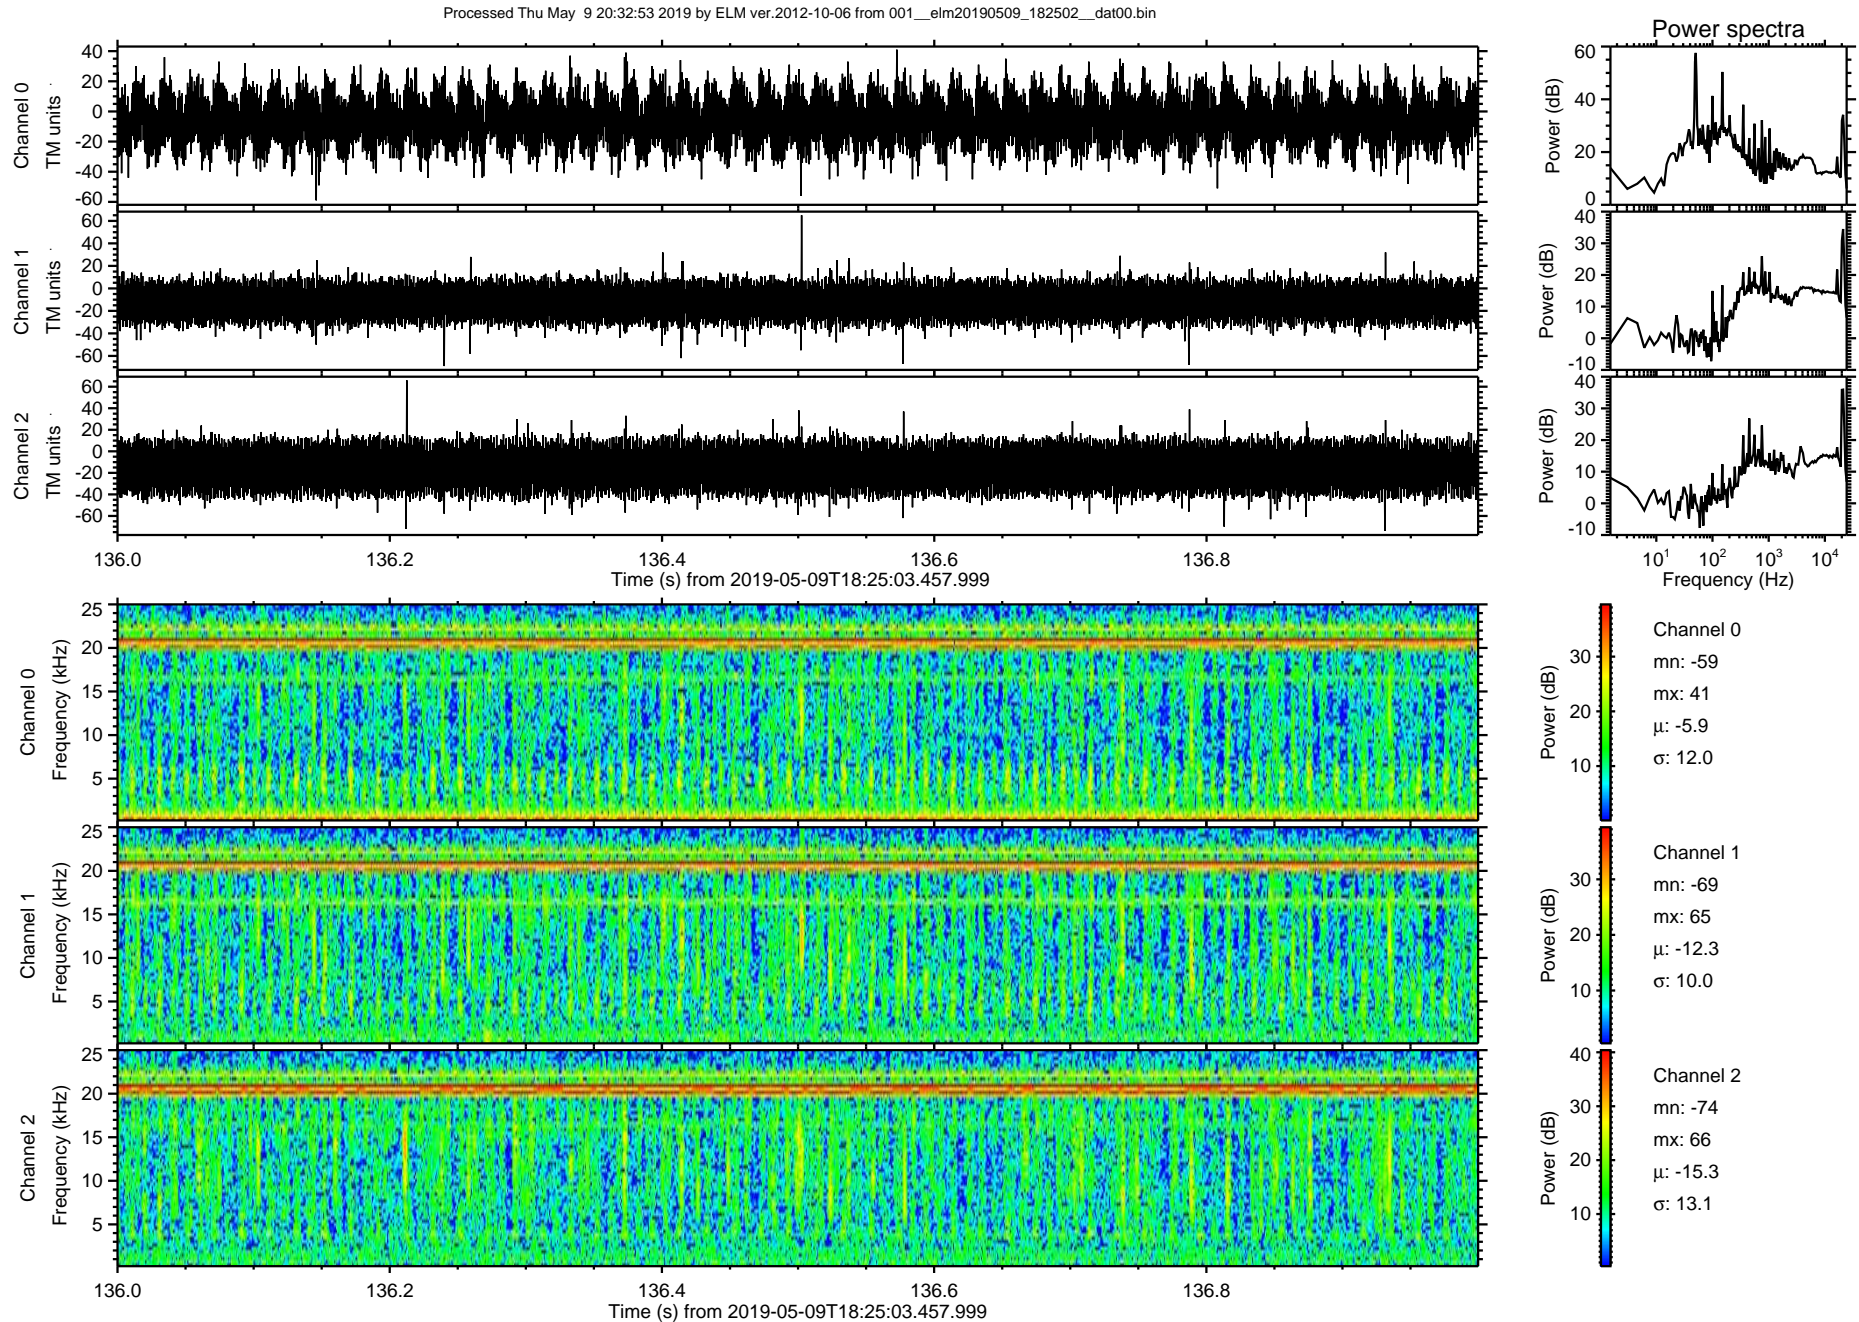 Processed Thu May  9 20:32:53 2019 by ELM ver.2012-10-06 from 001__elm20190509_182502__dat00.bin
Power spectra
Channel 0
TM units
40
20
0
-20
-40
-60
Power (dB)
60
40
20
0
Channel 1
TM units
60
40
20
0
-20
-40
-60
Power (dB)
40
30
20
10
0
-10
Channel 2
TM units
60
40
20
0
-20
-40
-60
Power (dB)
40
30
20
10
0
-10
136.0 136.2 136.4 136.6 136.8
Time (s) from 2019-05-09T18:25:03.457.999
10¹ 10² 10³ 10⁴
Frequency (Hz)
Channel 0
Frequency (kHz)
25
20
15
10
5
Power (dB)
30
20
10
Channel 0
mn: -59
mx: 41
μ: -5.9
σ: 12.0
Channel 1
Frequency (kHz)
25
20
15
10
5
Power (dB)
30
20
10
Channel 1
mn: -69
mx: 65
μ: -12.3
σ: 10.0
Channel 2
Frequency (kHz)
25
20
15
10
5
Power (dB)
40
30
20
10
Channel 2
mn: -74
mx: 66
μ: -15.3
σ: 13.1
136.0 136.2 136.4 136.6 136.8
Time (s) from 2019-05-09T18:25:03.457.999